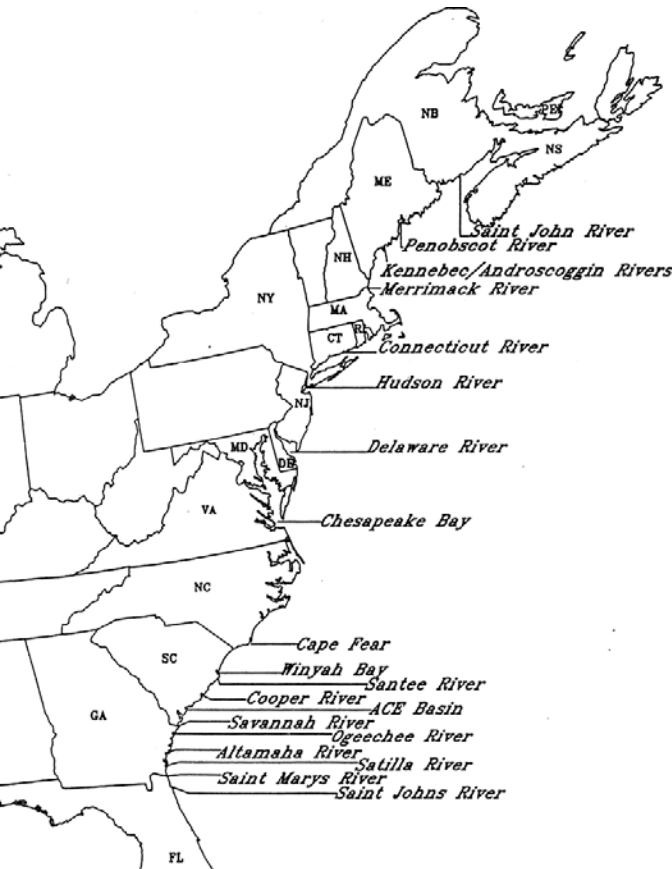 PE
NB
NS
ME
Saint John River
Penobscot River
NH
Kennebec/Androscoggin Rivers
Merrimack River
NY
MA
RI
CT
Connecticut River
Hudson River
NJ
MD
Delaware River
DE
VA
Chesapeake Bay
NC
Cape Fear
SC
Winyah Bay
Santee River
Cooper River
ACE Basin
GA
Savannah River
Ogeechee River
Altamaha River
Satilla River
Saint Marys River
Saint Johns River
FL